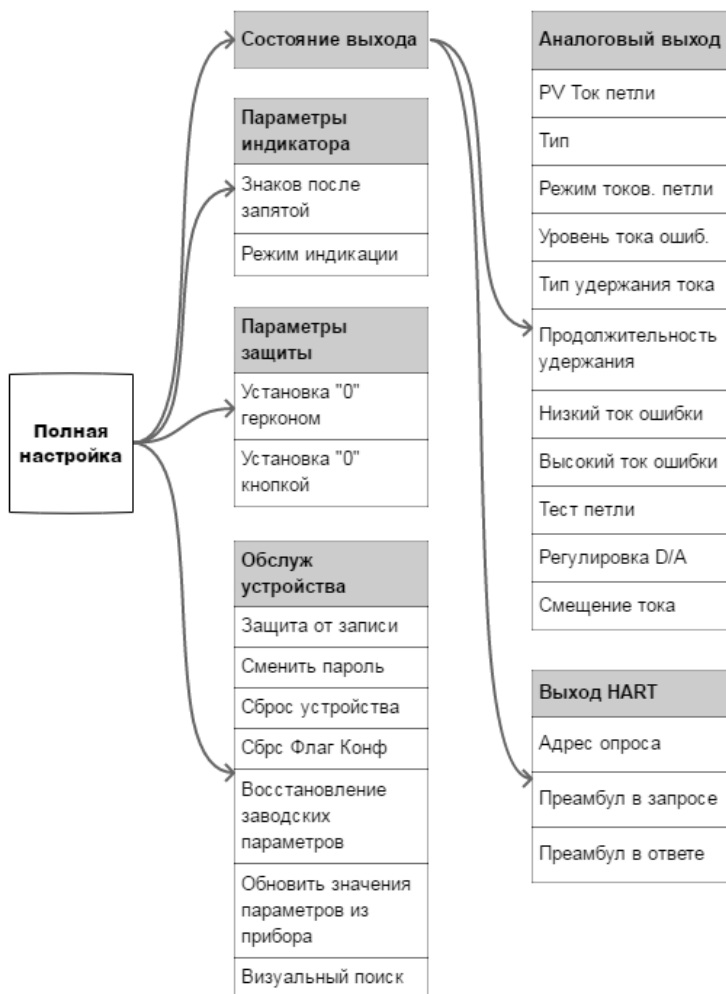 Полная
настройка
Состояние выхода
Параметры
индикатора
Знаков после
запятой
Режим индикации
Параметры
защиты
Установка "0"
герконом
Установка "0"
кнопкой
Обслуж
устройства
Защита от записи
Сменить пароль
Сброс устройства
Сбрс Флаг Конф
Восстановление
заводских
параметров
Обновить значения
параметров из
прибора
Визуальный поиск
Аналоговый выход
PV Ток петли
Тип
Режим токов. петли
Уровень тока ошиб.
Тип удержания тока
Продолжительность
удержания
Низкий ток ошибки
Высокий ток ошибки
Тест петли
Регулировка D/A
Смещение тока
Выход HART
Адрес опроса
Преамбул в запросе
Преамбул в ответе